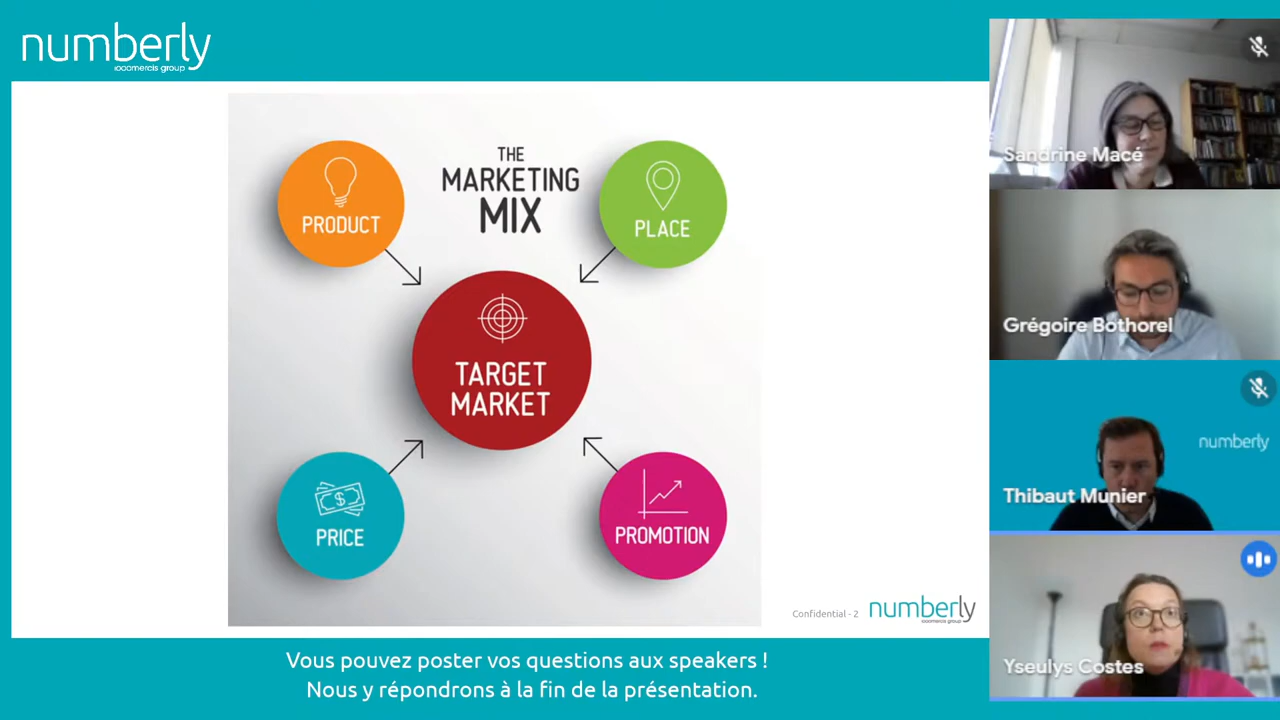 numberly
1000mercis group
THE
MARKETING
MIX
PRODUCT
PLACE
TARGET
MARKET
PRICE
PROMOTION
Confidential - 2
numberly
1000mercis group
Vous pouvez poster vos questions aux speakers !
Nous y répondrons à la fin de la présentation.
Sandrine Macé
Grégoire Bothorel
numberly
Thibaut Munier
Yseulys Costes